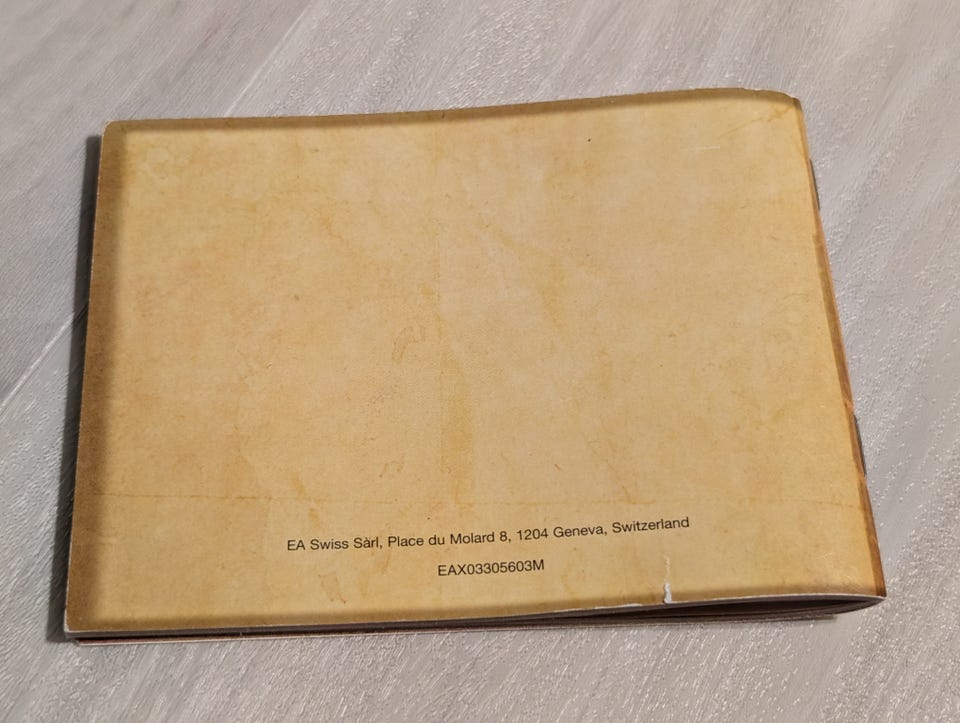 EA Swiss Sàrl, Place du Molard 8, 1204 Geneva, Switzerland
EAX03305603M